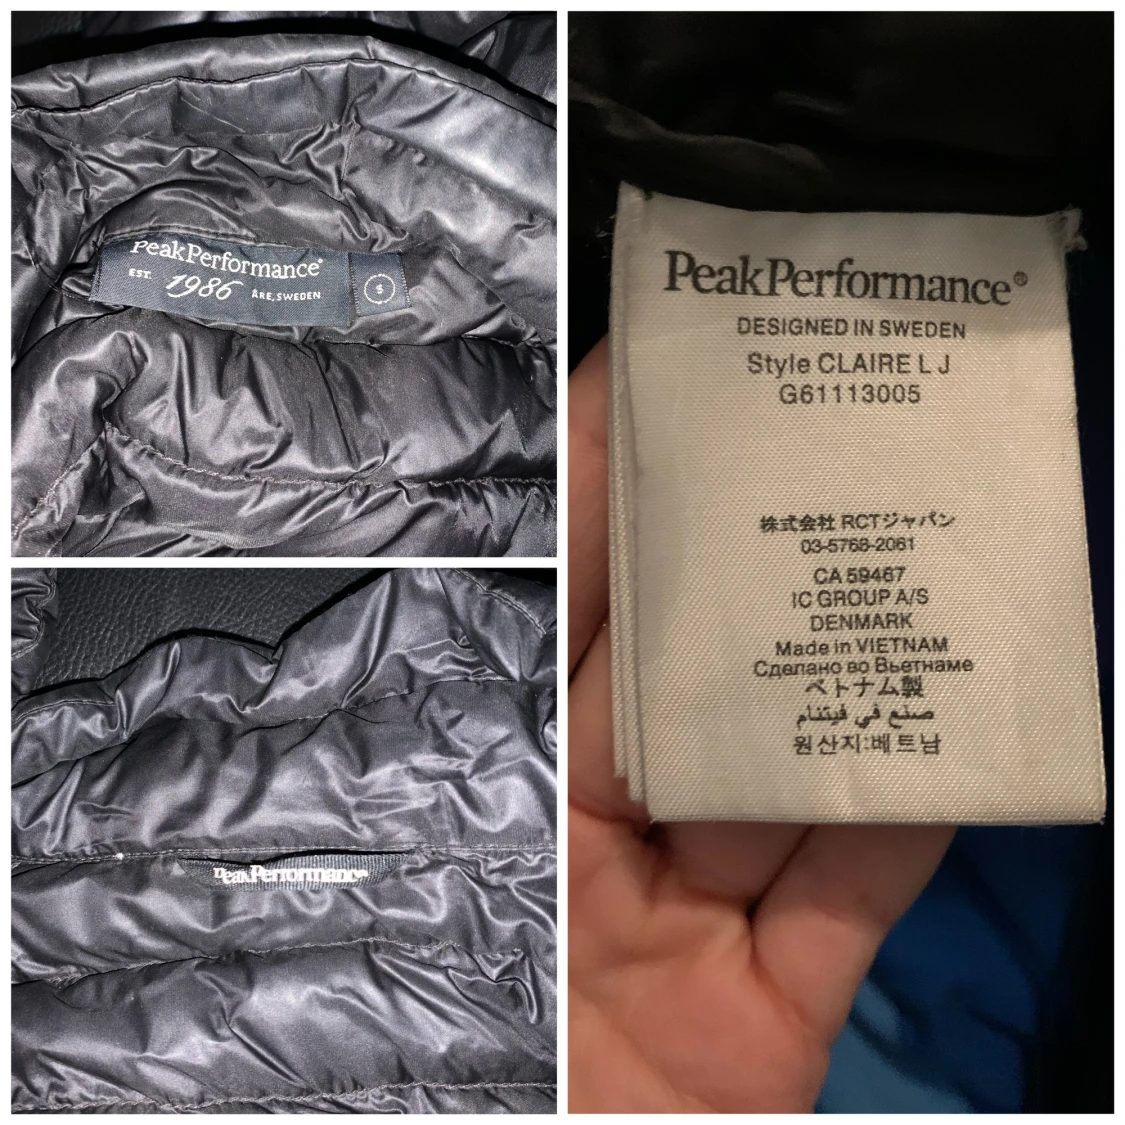 PeakPerformance®
EST. 1986 ÅRE, SWEDEN
S
PeakPerformance
PeakPerformance®
DESIGNED IN SWEDEN
Style CLAIRE L J
G61113005
株式会社 RCTジャパン
03-5768-2061
CA 59467
IC GROUP A/S
DENMARK
Made in VIETNAM
Сделано во Вьетнаме
ベトナム製
صنع في فيتنام
원산지:베트남